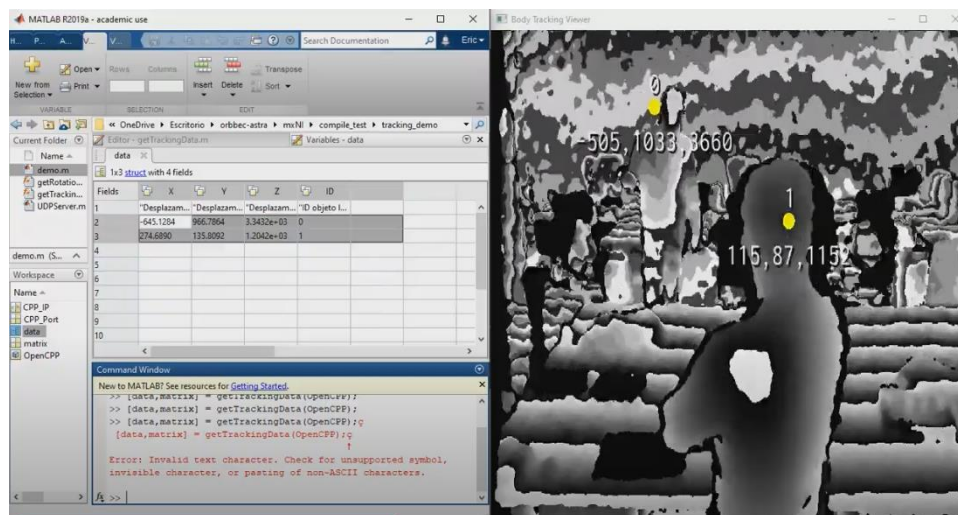 MATLAB R2019a - academic use
H... P... A... V... V...
Search Documentation
Eric
New from
Selection
Open
Print
Rows
Columns
Insert
Delete
Transpose
Sort
VARIABLE
SELECTION
EDIT
« OneDrive ▸ Escritorio ▸ orbbec-astra ▸ mxNI ▸ compile_test ▸ tracking_demo
Current Folder
Name
demo.m
getRotatio...
getTrackin...
UDPServer.m
demo.m (S...
Workspace
Name
CPP_IP
CPP_Port
data
matrix
OpenCPP
Editor - getTrackingData.m
Variables - data
data
1x3 struct with 4 fields
Fields X Y Z ID
1 "Desplazam... "Desplazam... "Desplazam... "ID objeto l...
2 -645.1284 966.7864 3.3432e+03 0
3 274.6890 135.8092 1.2042e+03 1
4
5
6
7
8
9
10
Command Window
New to MATLAB? See resources for Getting Started.
>> [data,matrix] = getTrackingData(OpenCPP);
>> [data,matrix] = getTrackingData(OpenCPP);
>> [data,matrix] = getTrackingData(OpenCPP);ç
[data,matrix] = getTrackingData(OpenCPP);ç
↑
Error: Invalid text character. Check for unsupported symbol,
invisible character, or pasting of non-ASCII characters.
fx >>
Body Tracking Viewer
0
-505,1033,3660
1
115,87,1152